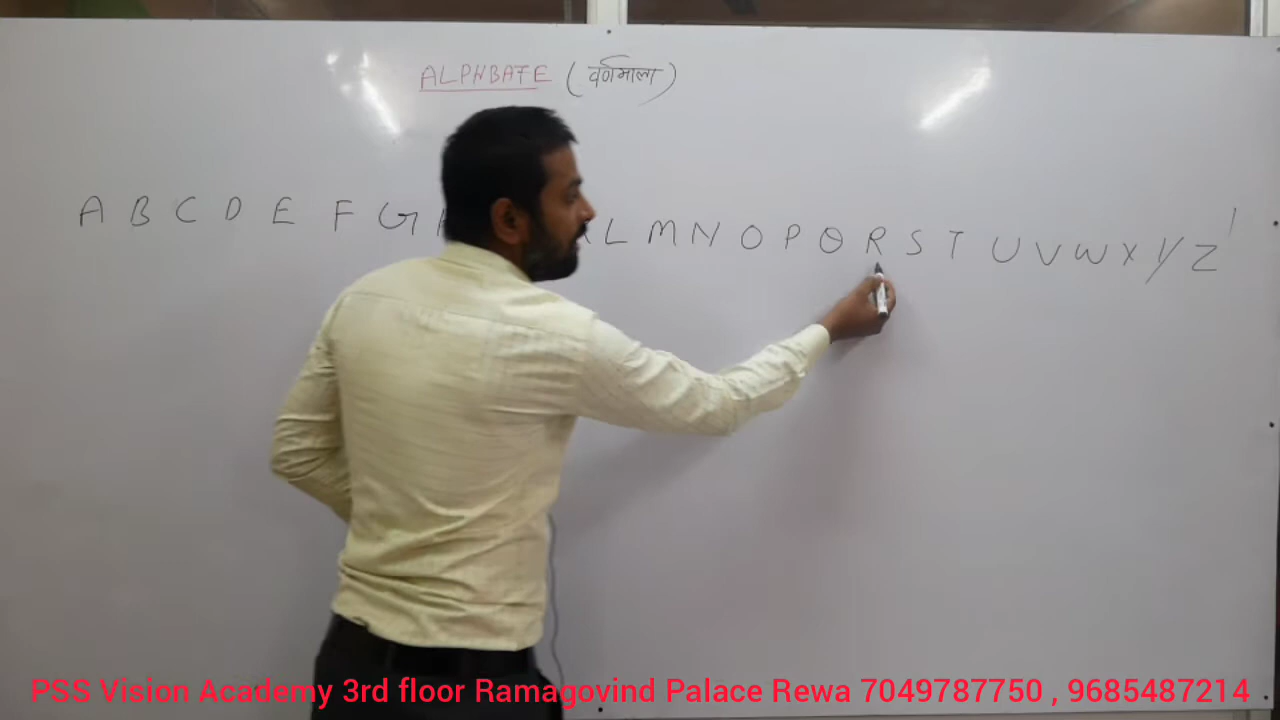 ALPHBATE (वर्णमाला)
A B C D E F G L M N O P Q R S T U V W X Y Z
PSS Vision Academy 3rd floor Ramagovind Palace Rewa 7049787750 , 9685487214